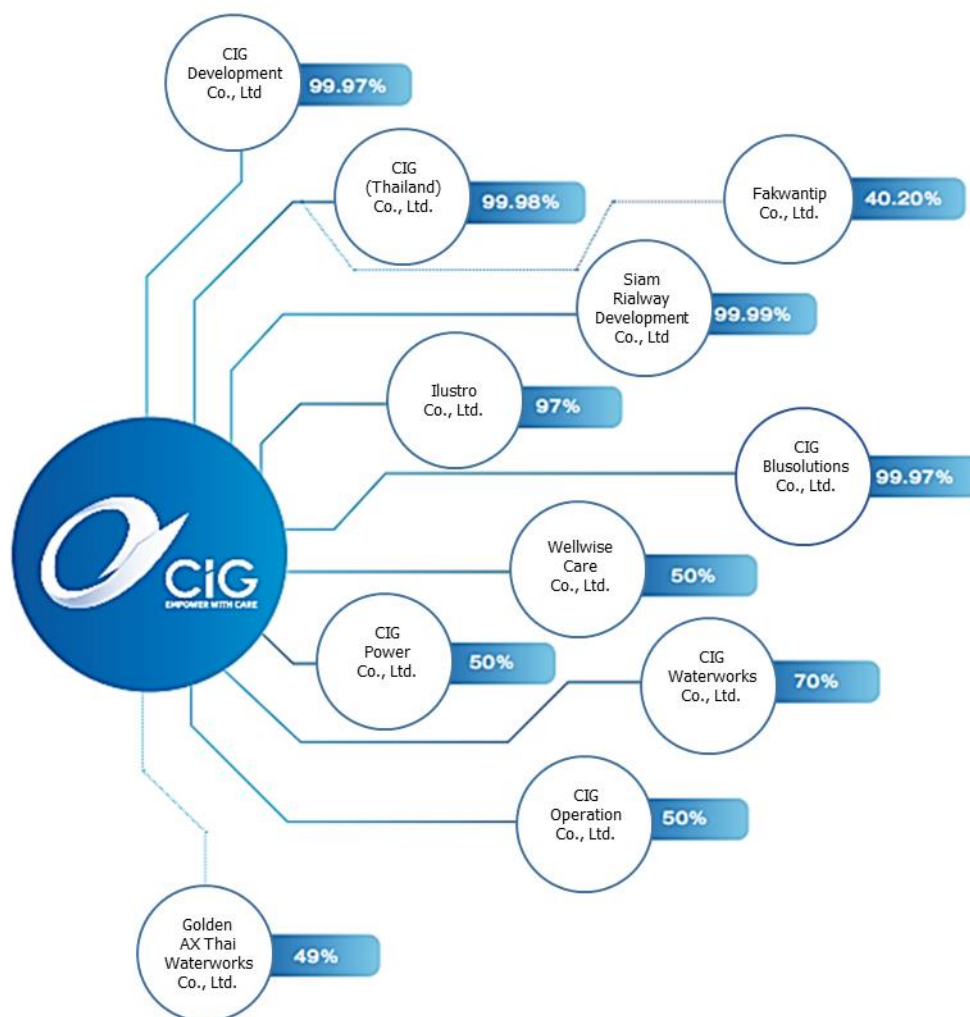 CIG
Development
Co., Ltd
99.97%
CIG
(Thailand)
Co., Ltd.
99.98%
Fakwantip
Co., Ltd.
40.20%
Siam
Rialway
Development
Co., Ltd
99.99%
Ilustro
Co., Ltd.
97%
CIG
Blusolutions
Co., Ltd.
99.97%
CiG
EMPOWER WITH CARE
Wellwise
Care
Co., Ltd.
50%
CIG
Power
Co., Ltd.
50%
CIG
Waterworks
Co., Ltd.
70%
CIG
Operation
Co., Ltd.
50%
Golden
AX Thai
Waterworks
Co., Ltd.
49%